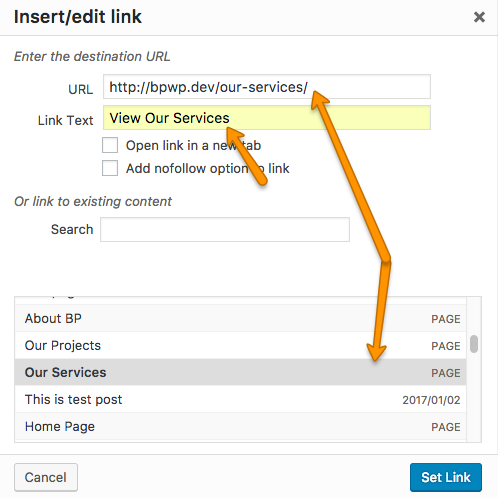 Insert/edit link
Enter the destination URL
URL http://bpwp.dev/our-services/
Link Text View Our Services
Open link in a new tab
Add nofollow option to link
Or link to existing content
Search
About BP PAGE
Our Projects PAGE
Our Services PAGE
This is test post 2017/01/02
Home Page PAGE
Cancel Set Link